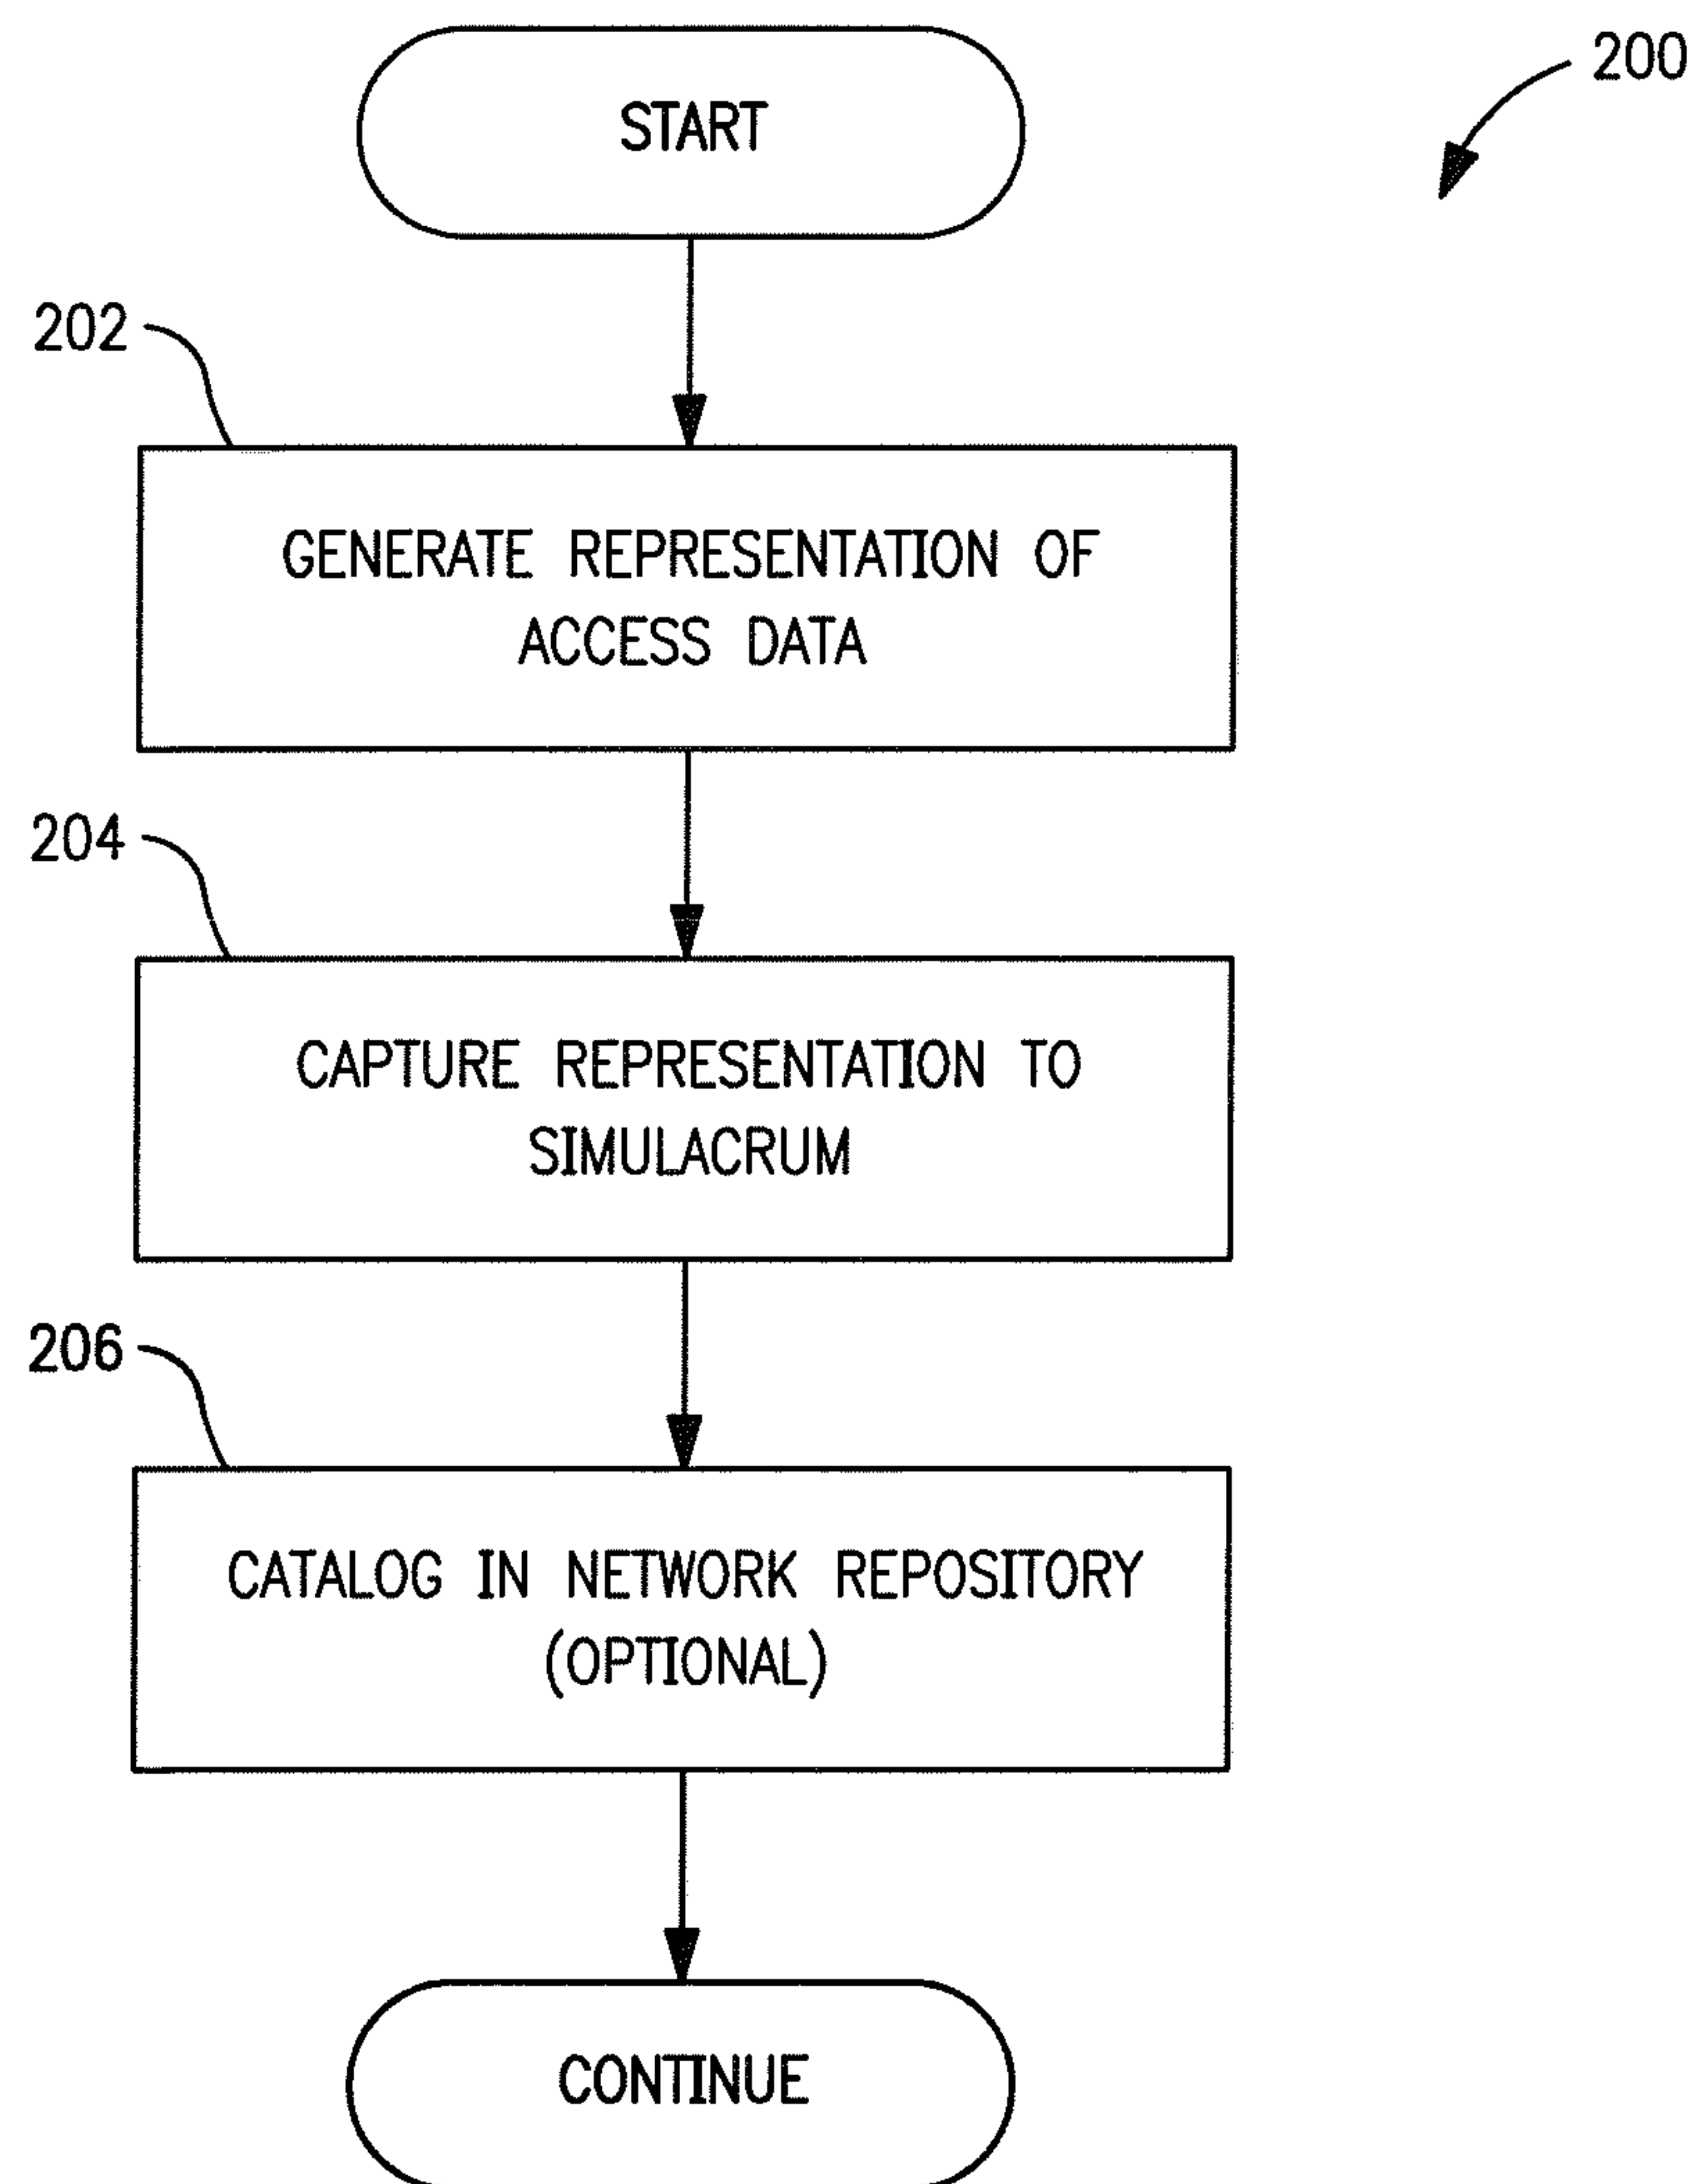 START
200
202
GENERATE REPRESENTATION OF
ACCESS DATA
204
CAPTURE REPRESENTATION TO
SIMULACRUM
206
CATALOG IN NETWORK REPOSITORY
(OPTIONAL)
CONTINUE